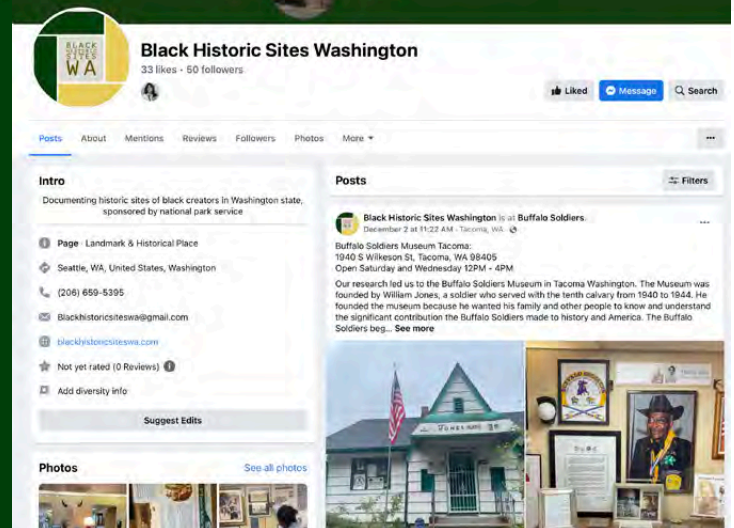 BLACK
HISTORIC
SITES
WA
Black Historic Sites Washington
33 likes • 50 followers
Liked
Message
Search
Posts
About
Mentions
Reviews
Followers
Photos
More
Intro
Documenting historic sites of black creators in Washington state,
sponsored by national park service
Page · Landmark & Historical Place
Seattle, WA, United States, Washington
(206) 659-5395
Blackhistoricsiteswa@gmail.com
blackhistoricsiteswa.com
Not yet rated (0 Reviews)
Add diversity info
Suggest Edits
Photos
See all photos
Posts
Filters
Black Historic Sites Washington is at Buffalo Soldiers.
December 2 at 11:22 AM · Tacoma, WA ·
Buffalo Soldiers Museum Tacoma:
1940 S Wilkeson St, Tacoma, WA 98405
Open Saturday and Wednesday 12PM - 4PM
Our research led us to the Buffalo Soldiers Museum in Tacoma Washington. The Museum was
founded by William Jones, a soldier who served with the tenth calvary from 1940 to 1944. He
founded the museum because he wanted his family and other people to know and understand
the significant contribution the Buffalo Soldiers made to history and America. The Buffalo
Soldiers beg... See more
BUFFALO SOLDIERS